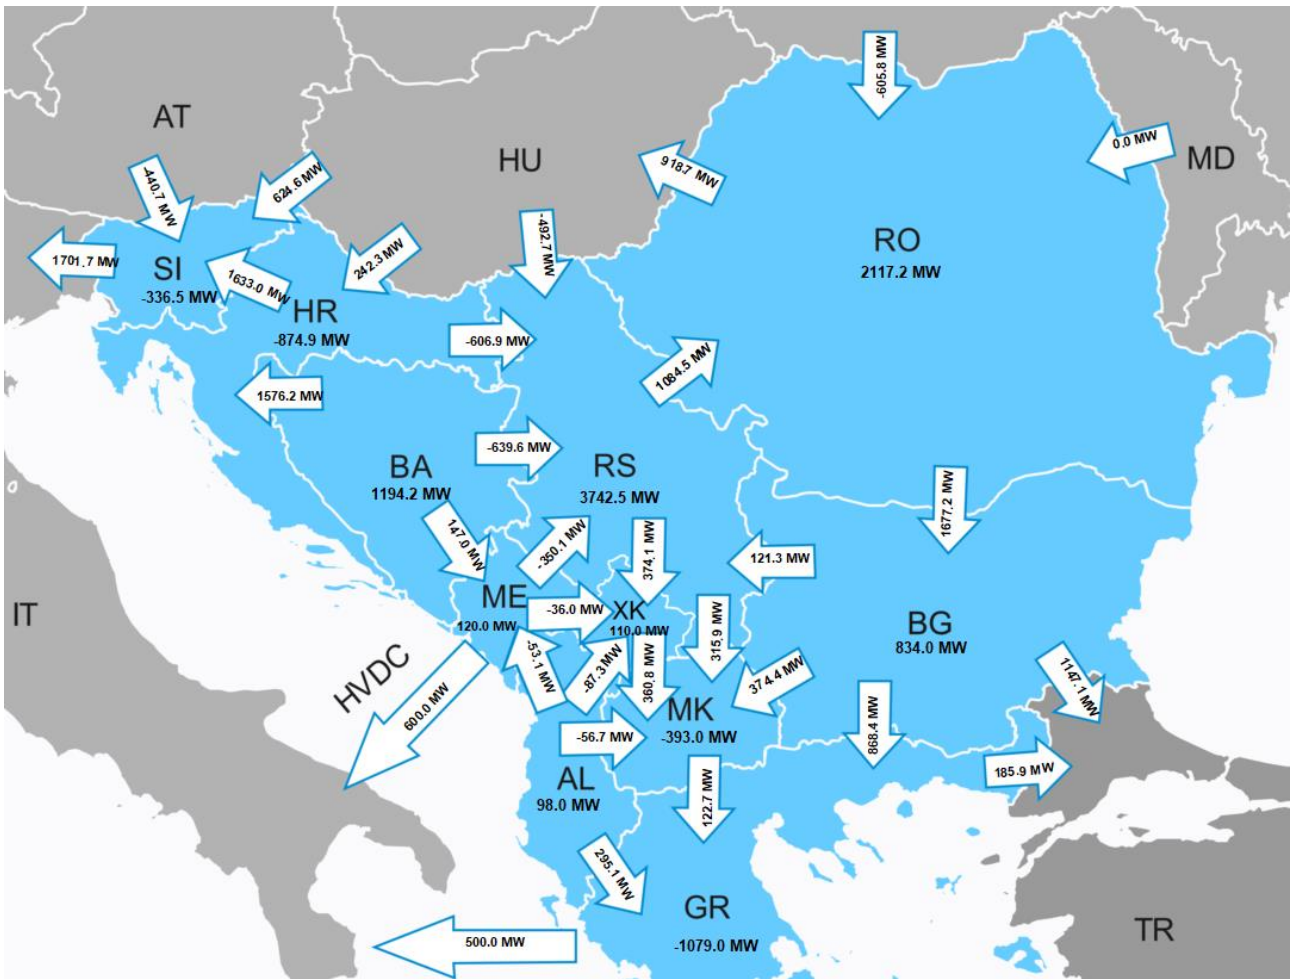 -605.8 MW
AT
0.0 MW
HU
918.7 MW
MD
624.6 MW
-440.7 MW
-492.7 MW
242.3 MW
RO
2117.2 MW
1701.7 MW
SI
-336.5 MW
1633.0 MW
HR
-874.9 MW
-606.9 MW
1084.5 MW
1576.2 MW
-639.6 MW
BA
1194.2 MW
RS
3742.5 MW
1677.2 MW
147.0 MW
-350.1 MW
374.1 MW
121.3 MW
IT
ME
120.0 MW
-36.0 MW
XK
110.0 MW
315.9 MW
BG
834.0 MW
HVDC
600.0 MW
-53.1 MW
-87.3 MW
360.8 MW
374.4 MW
1147.1 MW
MK
-393.0 MW
-56.7 MW
868.4 MW
185.9 MW
AL
98.0 MW
122.7 MW
295.1 MW
GR
-1079.0 MW
500.0 MW
TR